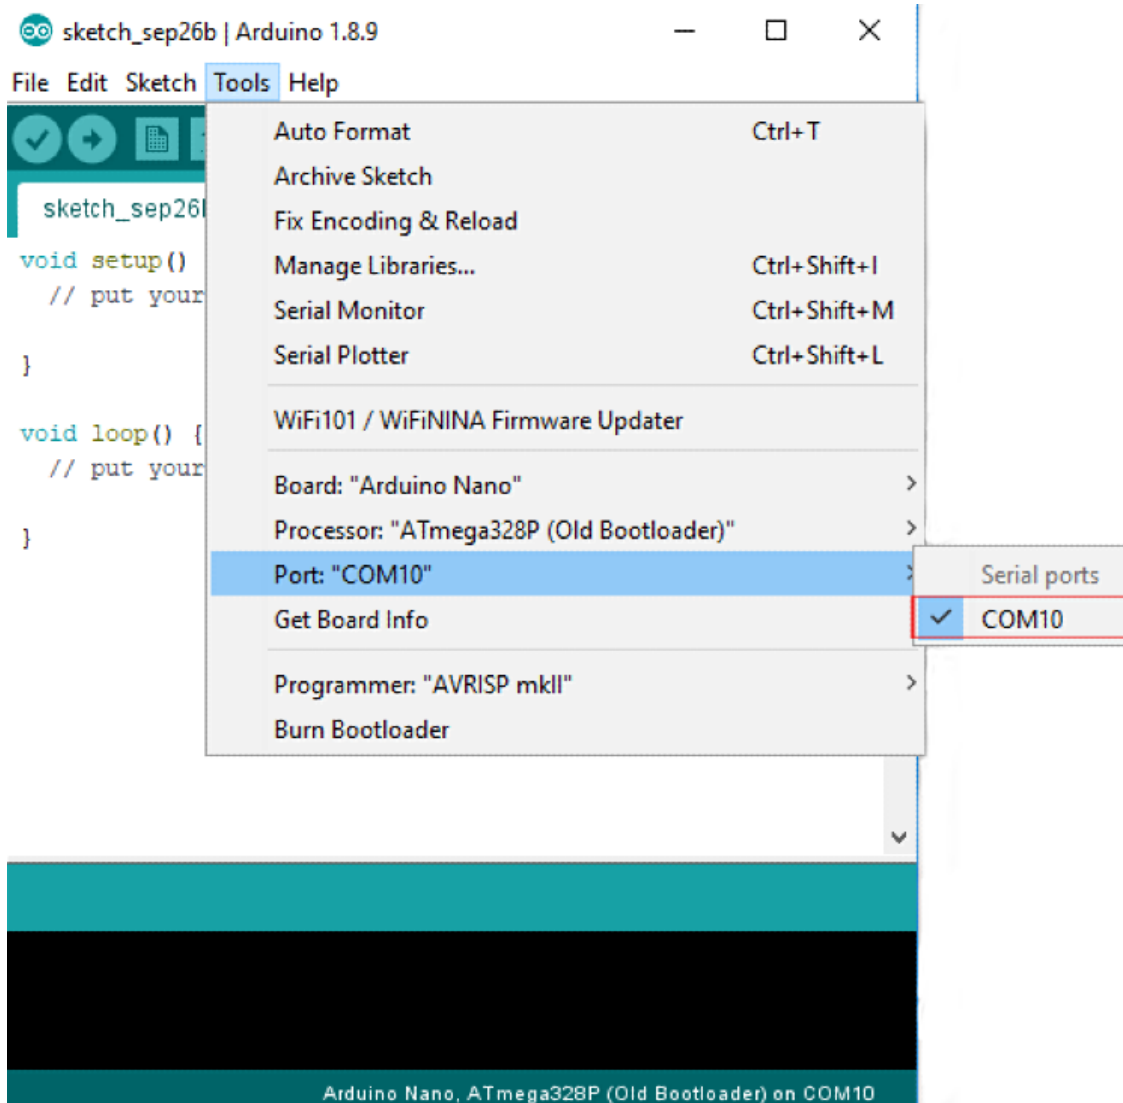 sketch_sep26b | Arduino 1.8.9
File Edit Sketch Tools Help
Auto Format Ctrl+T
Archive Sketch
sketch_sep26
Fix Encoding & Reload
void setup()
Manage Libraries... Ctrl+Shift+I
// put your
Serial Monitor Ctrl+Shift+M
Serial Plotter Ctrl+Shift+L
}
WiFi101 / WiFiNINA Firmware Updater
void loop() {
// put your
Board: "Arduino Nano"
Processor: "ATmega328P (Old Bootloader)"
}
Port: "COM10"
Serial ports
Get Board Info
COM10
Programmer: "AVRISP mkII"
Burn Bootloader
Arduino Nano, ATmega328P (Old Bootloader) on COM10